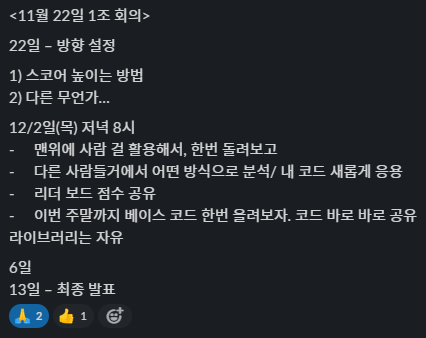 <11월 22일 1조 회의>
22일 – 방향 설정
1) 스코어 높이는 방법
2) 다른 무언가...
12/2일(목) 저녁 8시
- 맨위에 사람 걸 활용해서, 한번 돌려보고
- 다른 사람들거에서 어떤 방식으로 분석/ 내 코드 새롭게 응용
- 리더 보드 점수 공유
- 이번 주말까지 베이스 코드 한번 올려보자. 코드 바로 바로 공유
라이브러리는 자유
6일
13일 – 최종 발표
🙏 2 👍 1